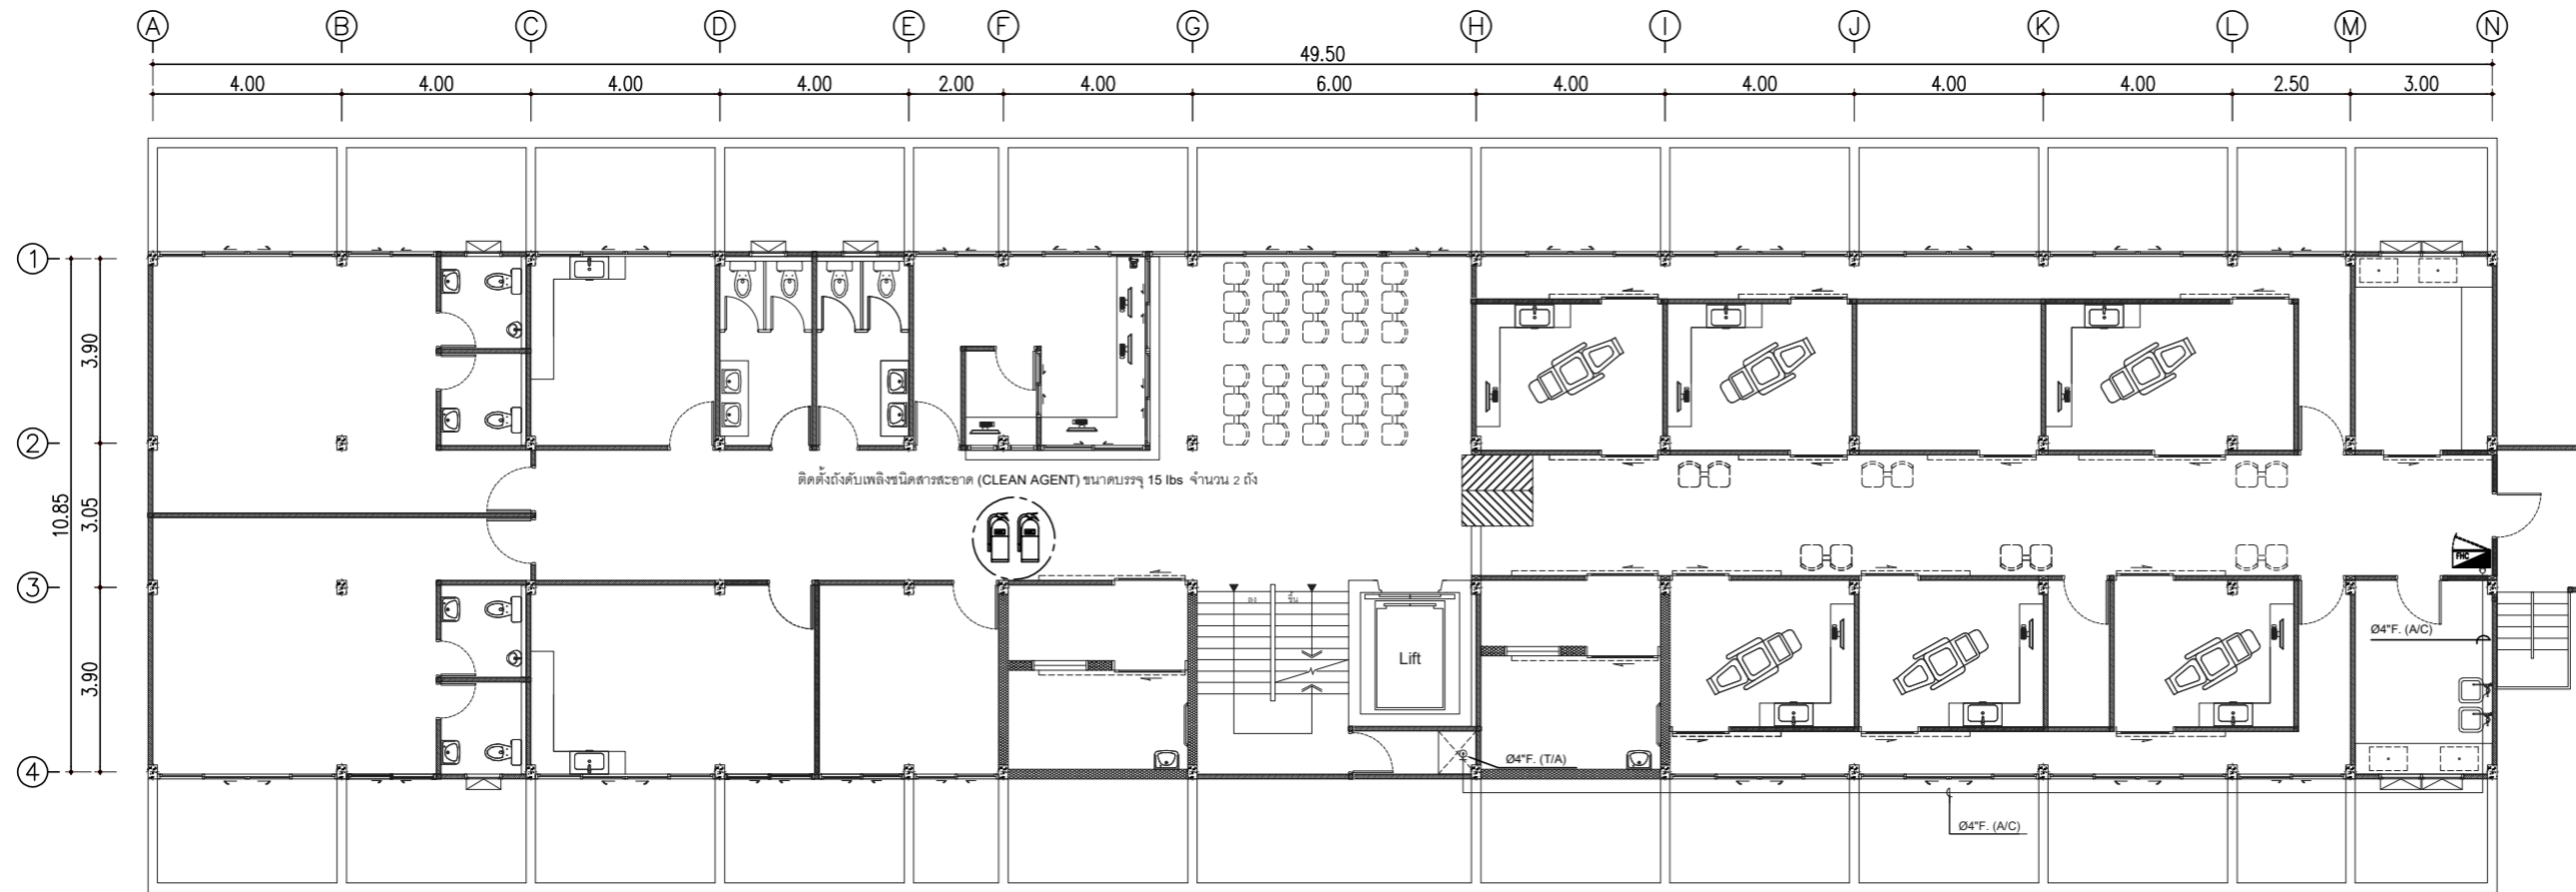 A B C D E F G H I J K L M N
49.50
4.00 4.00 4.00 4.00 2.00 4.00 6.00 4.00 4.00 4.00 4.00 2.50 3.00
1
3.90
2
ติดตั้งถังดับเพลิงชนิดสารสะอาด (CLEAN AGENT) ขนาดบรรจุ 15 lbs จำนวน 2 ถัง
10.85
3.05
FHC
3
ลง ขึ้น
Ø4"F. (A/C)
Lift
3.90
Ø4"F. (T/A)
4
Ø4"F. (A/C)